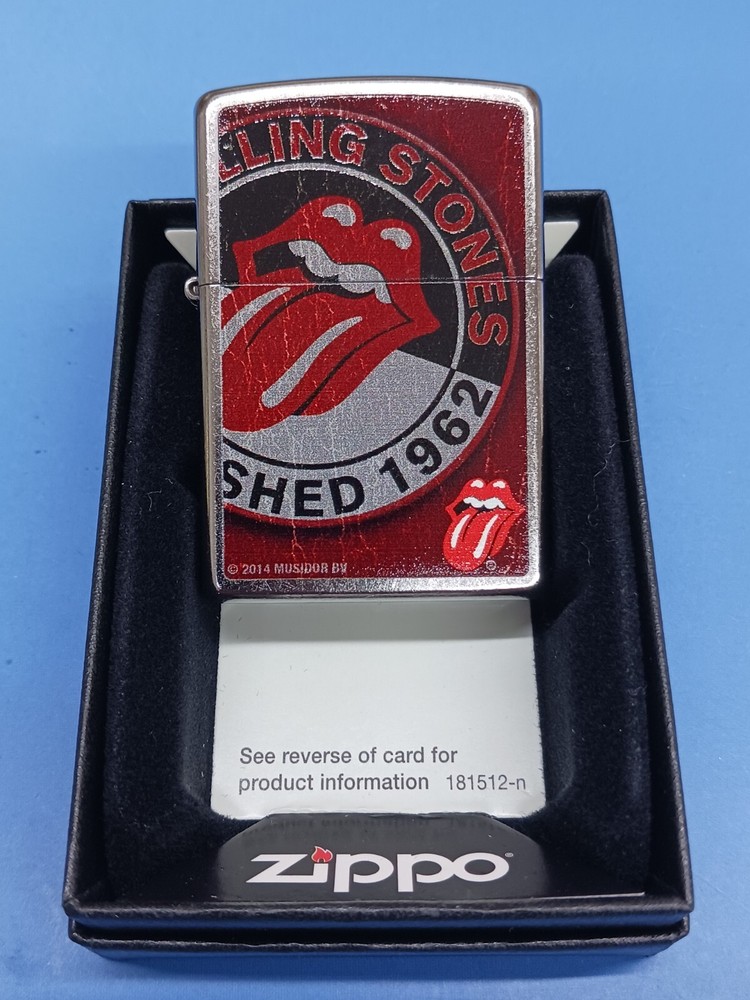 LLING STONES
SHED 1962
© 2014 MUSIDOR BV
See reverse of card for
product information 181512-n
zippo